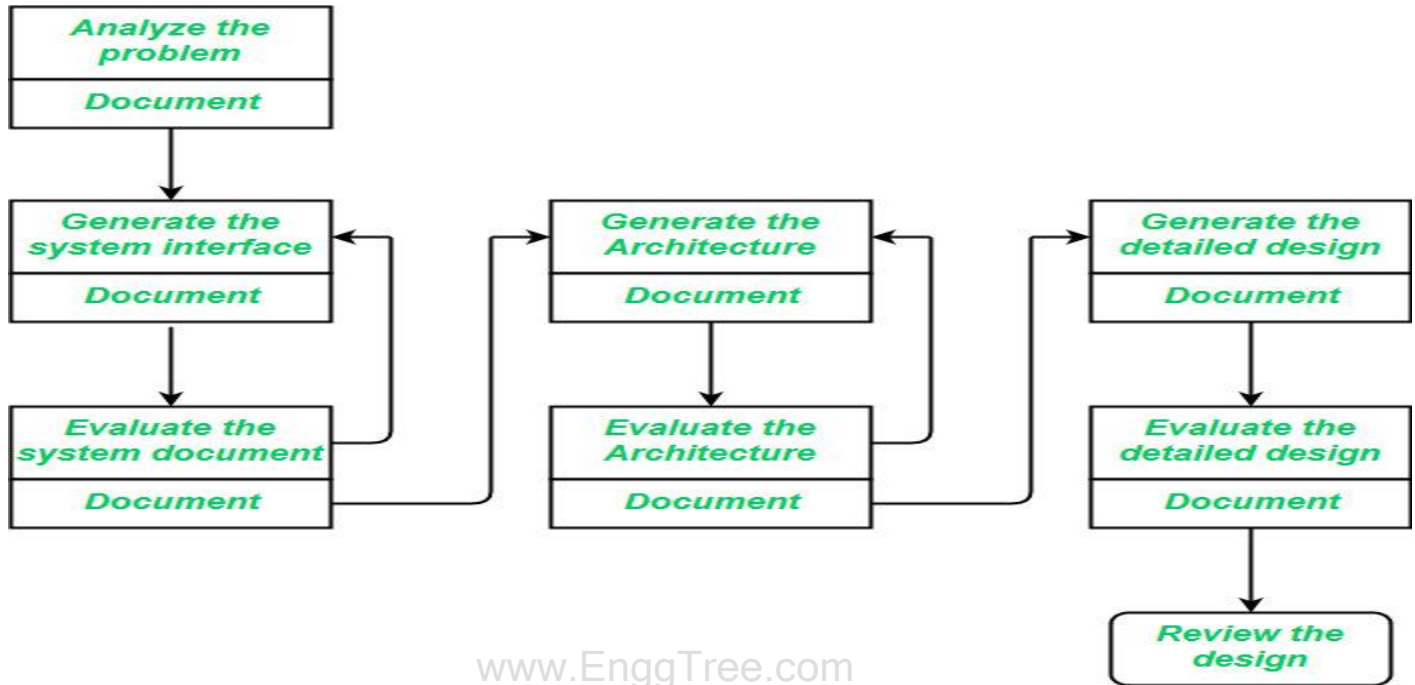 Analyze the
problem
Document
Generate the
system interface
Document
Evaluate the
system document
Document
Generate the
Architecture
Document
Evaluate the
Architecture
Document
Generate the
detailed design
Document
Evaluate the
detailed design
Document
Review the
design
www.EnggTree.com